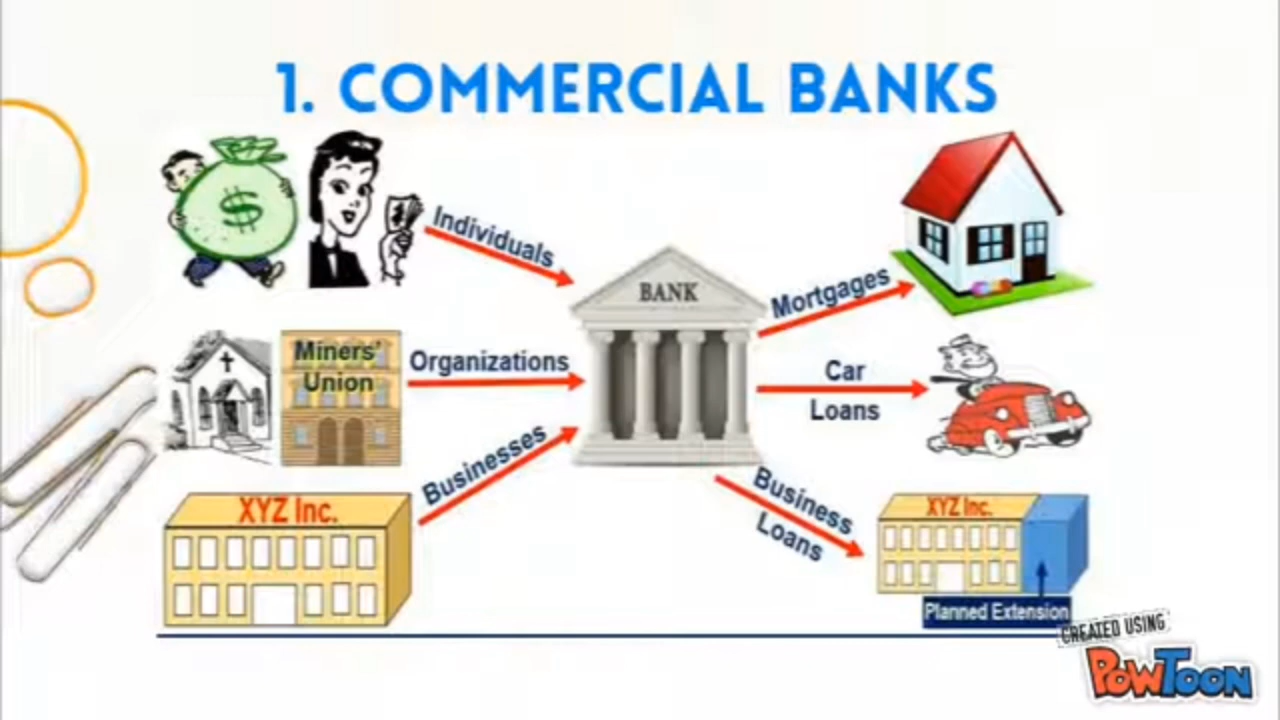 1. COMMERCIAL BANKS
$
Individuals
BANK
Mortgages
Miners'
Union
Organizations
Car
Loans
Businesses
Business
Loans
XYZ Inc.
XYZ Inc.
Planned Extension
CREATED USING
POWTOON